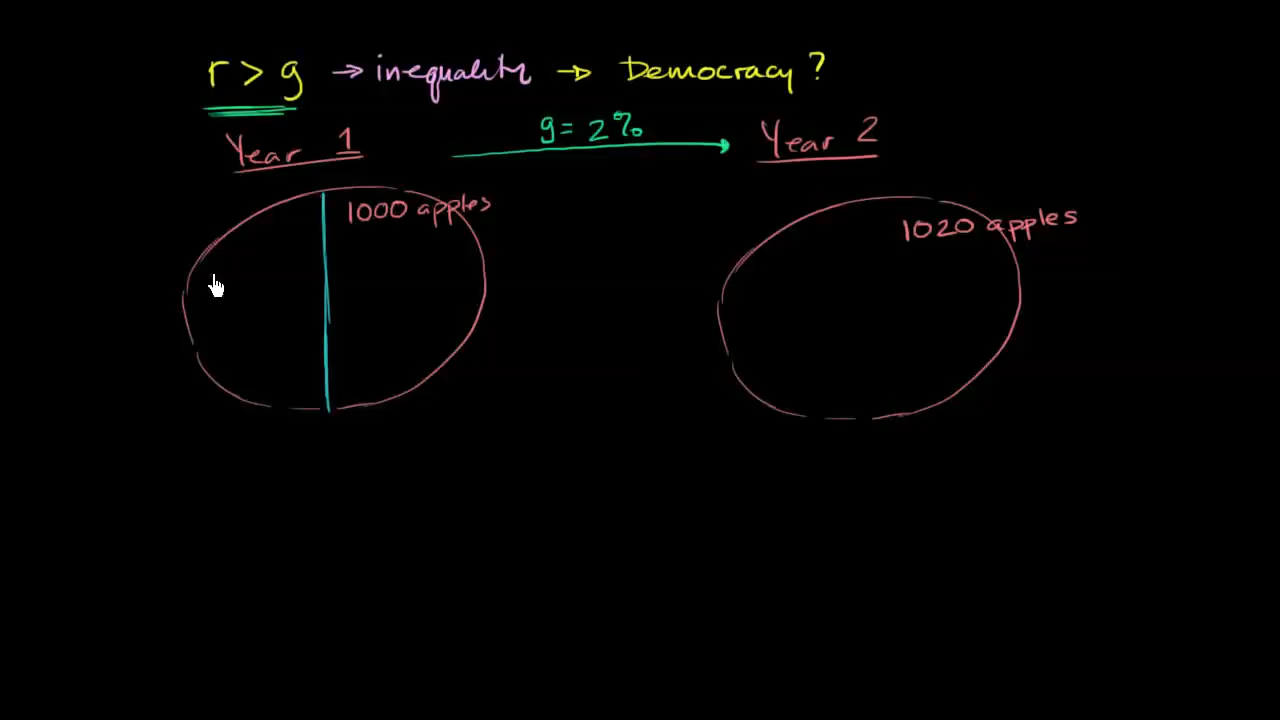 r > g → inequality → Democracy?
Year 1 g = 2% Year 2
1000 apples
1020 apples